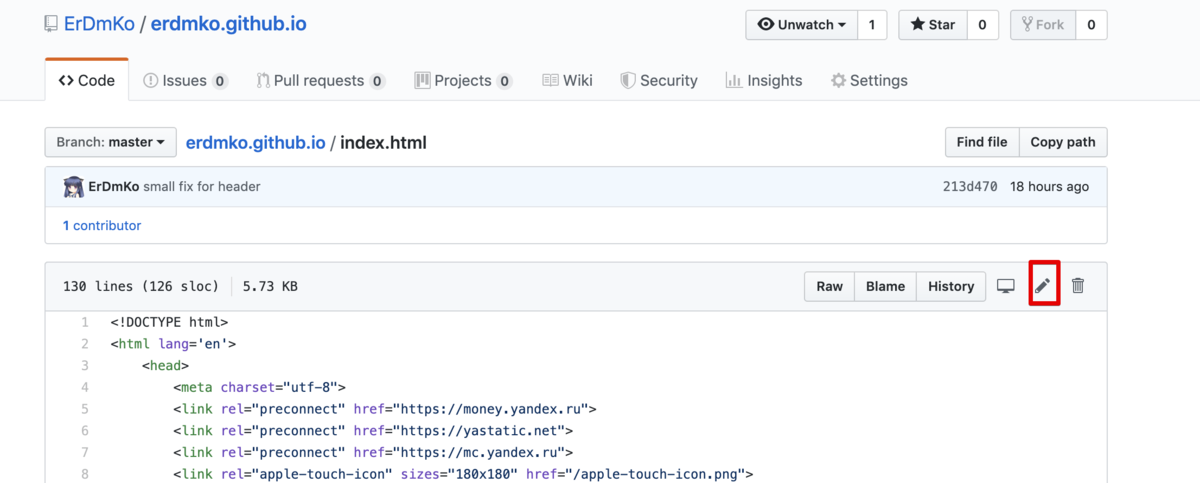 ErDmKo / erdmko.github.io
Unwatch 1 Star 0 Fork 0
Code Issues 0 Pull requests 0 Projects 0 Wiki Security Insights Settings
Branch: master erdmko.github.io / index.html Find file Copy path
ErDmKo small fix for header 213d470 18 hours ago
1 contributor
130 lines (126 sloc) 5.73 KB Raw Blame History
1 <!DOCTYPE html>
2 <html lang='en'>
3 <head>
4 <meta charset="utf-8">
5 <link rel="preconnect" href="https://money.yandex.ru">
6 <link rel="preconnect" href="https://yastatic.net">
7 <link rel="preconnect" href="https://mc.yandex.ru">
8 <link rel="apple-touch-icon" sizes="180x180" href="/apple-touch-icon.png">